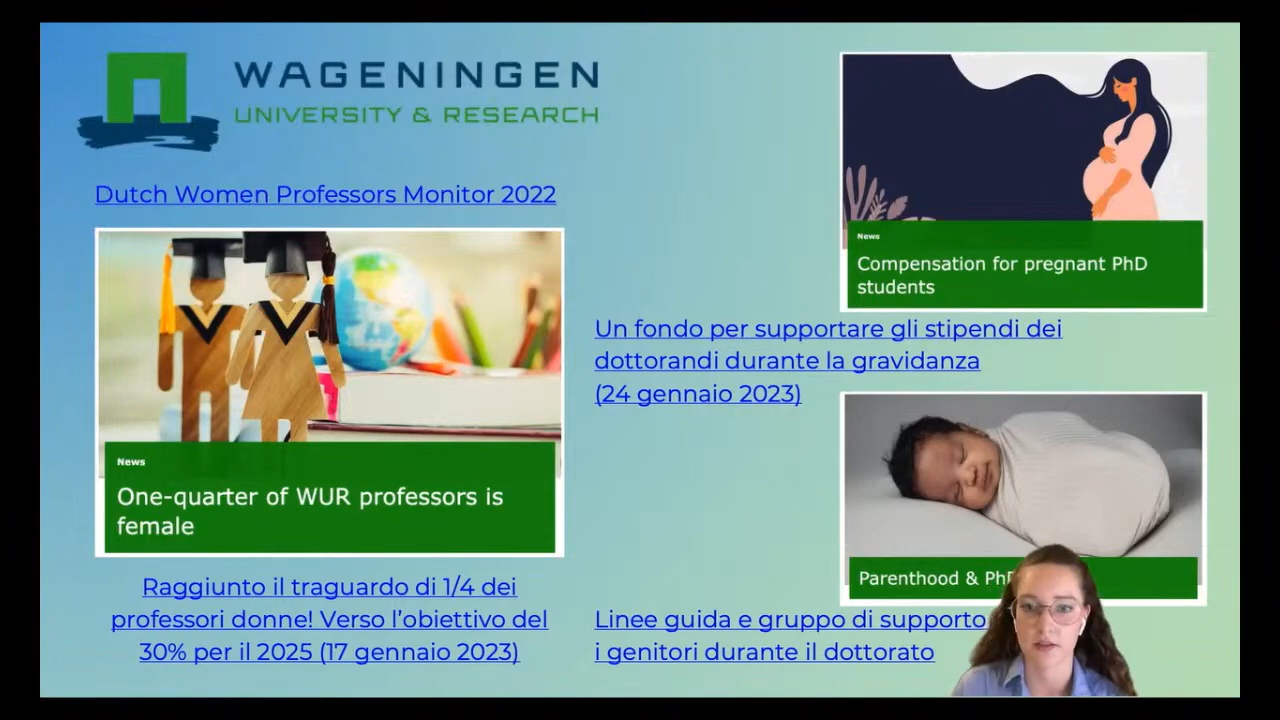 WAGENINGEN
UNIVERSITY & RESEARCH
Dutch Women Professors Monitor 2022
News
One-quarter of WUR professors is
female
Raggiunto il traguardo di 1/4 dei
professori donne! Verso l'obiettivo del
30% per il 2025 (17 gennaio 2023)
News
Compensation for pregnant PhD
students
Un fondo per supportare gli stipendi dei
dottorandi durante la gravidanza
(24 gennaio 2023)
Parenthood &
Linee guida e gruppo di supporto
i genitori durante il dottorato